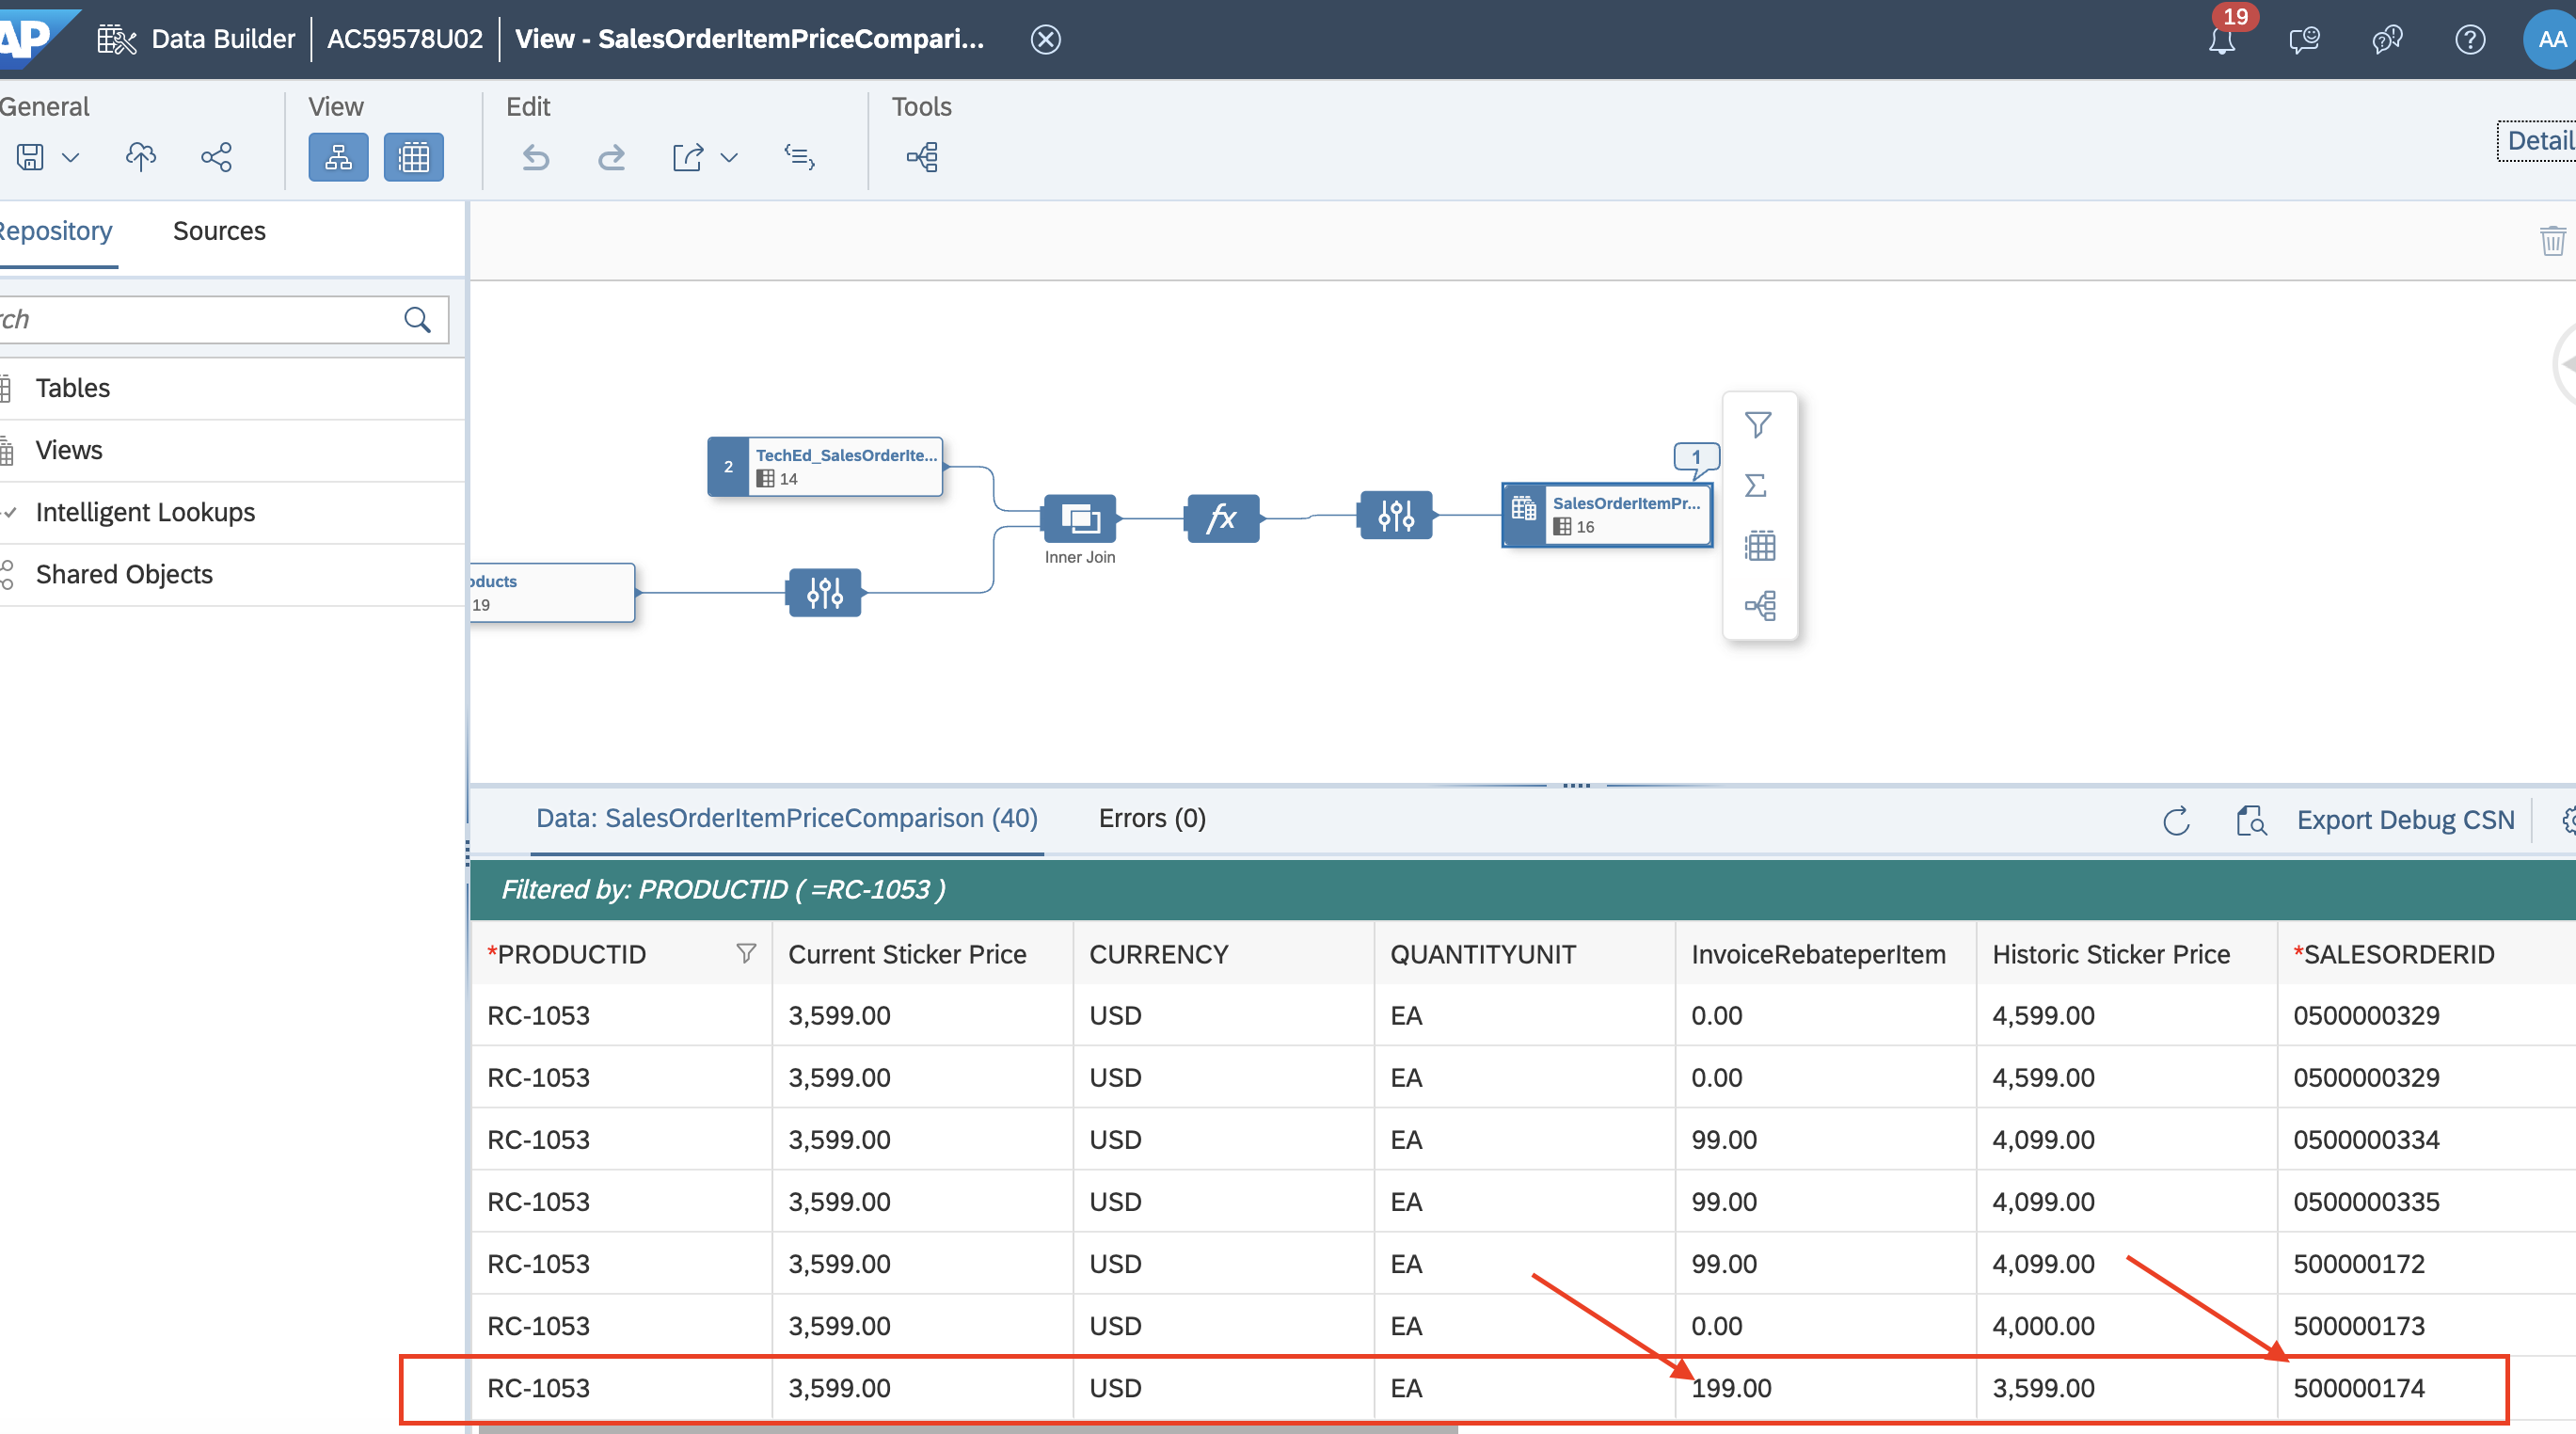 AP Data Builder AC59578U02 View - SalesOrderItemPriceCompari... 19 AA
General View Edit Tools
Detail
Repository Sources
rch
Tables
Views
Intelligent Lookups
Shared Objects
2 TechEd_SalesOrderIte...
14
1
SalesOrderItemPr...
16
fx
Inner Join
oducts
19
Data: SalesOrderItemPriceComparison (40) Errors (0) Export Debug CSN
Filtered by: PRODUCTID ( =RC-1053 )
*PRODUCTID Current Sticker Price CURRENCY QUANTITYUNIT InvoiceRebateperItem Historic Sticker Price *SALESORDERID
RC-1053 3,599.00 USD EA 0.00 4,599.00 0500000329
RC-1053 3,599.00 USD EA 0.00 4,599.00 0500000329
RC-1053 3,599.00 USD EA 99.00 4,099.00 0500000334
RC-1053 3,599.00 USD EA 99.00 4,099.00 0500000335
RC-1053 3,599.00 USD EA 99.00 4,099.00 500000172
RC-1053 3,599.00 USD EA 0.00 4,000.00 500000173
RC-1053 3,599.00 USD EA 199.00 3,599.00 500000174